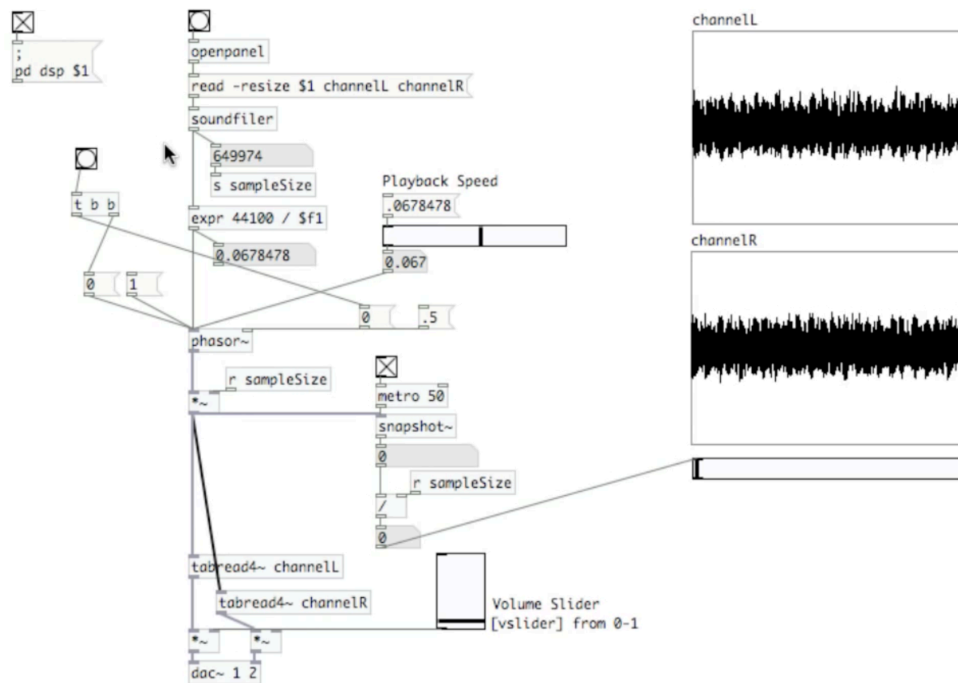 ;
pd dsp $1
openpanel
read -resize $1 channelL channelR
soundfiler
649974
s sampleSize
t b b
expr 44100 / $f1
0.0678478
Playback Speed
.0678478
0.067
0
1
0
.5
phasor~
r sampleSize
*~
metro 50
snapshot~
0
r sampleSize
/
0
tabread4~ channelL
tabread4~ channelR
Volume Slider
[vslider] from 0-1
*~
*~
dac~ 1 2
channelL
channelR